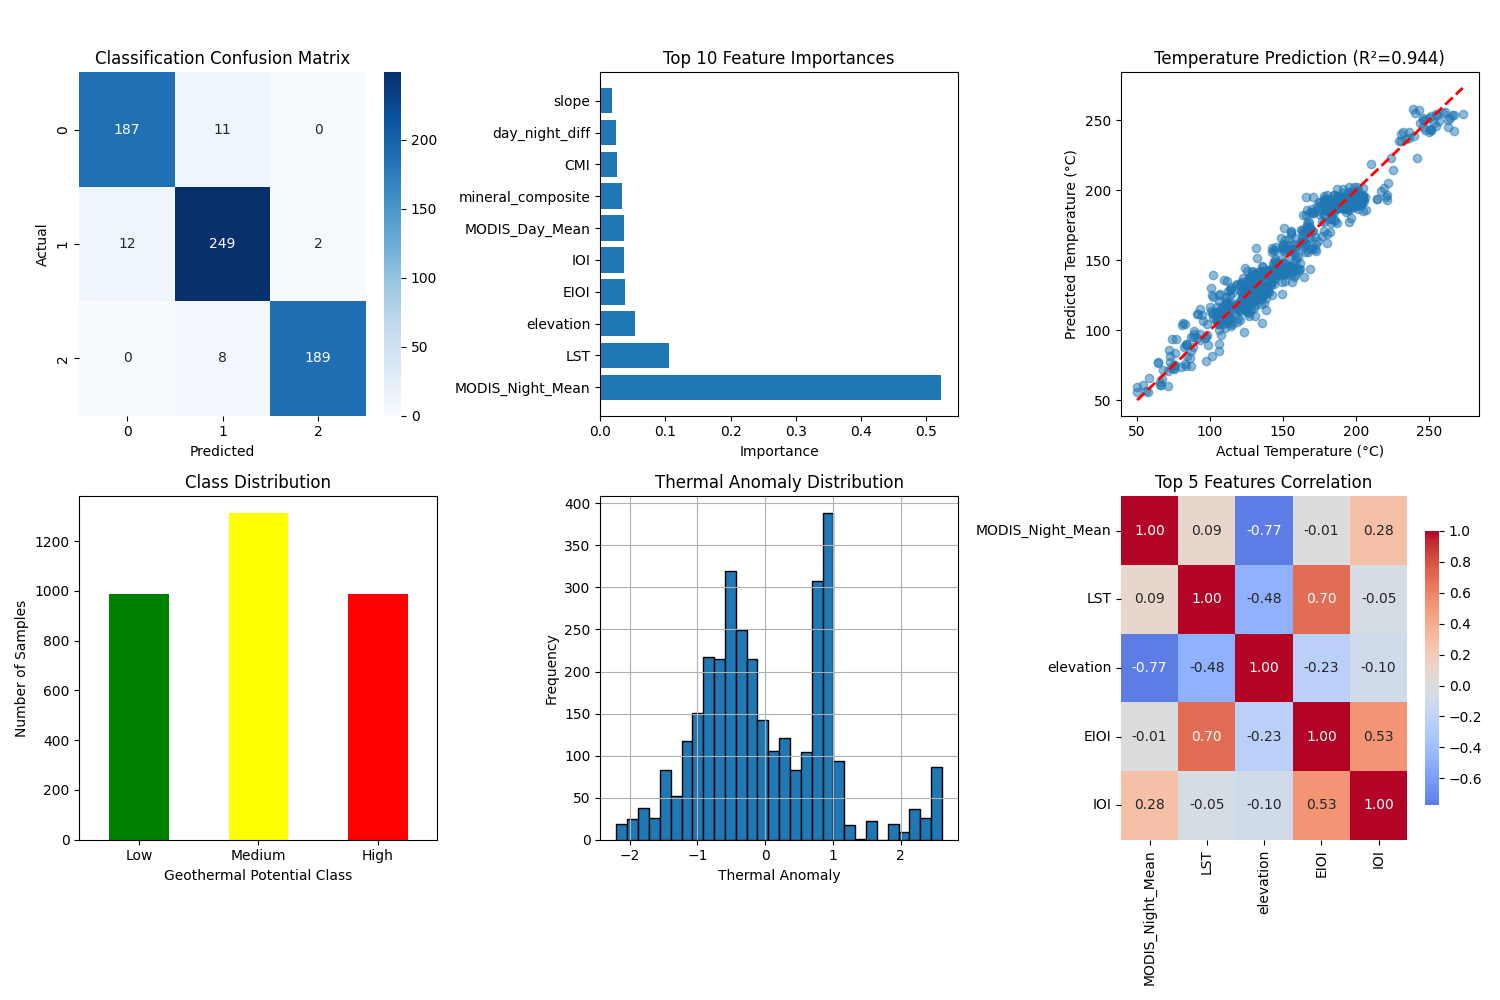 Classification Confusion Matrix
187 11 0
12 249 2
0 8 189
0
1
2
Actual
0 1 2
Predicted
200
150
100
50
0
Top 10 Feature Importances
slope
day_night_diff
CMI
mineral_composite
MODIS_Day_Mean
IOI
EIOI
elevation
LST
MODIS_Night_Mean
0.0 0.1 0.2 0.3 0.4 0.5
Importance
Temperature Prediction (R²=0.944)
250
200
150
100
50
Predicted Temperature (°C)
50 100 150 200 250
Actual Temperature (°C)
Class Distribution
1200
1000
800
600
400
200
0
Number of Samples
Low Medium High
Geothermal Potential Class
Thermal Anomaly Distribution
400
350
300
250
200
150
100
50
0
Frequency
−2 −1 0 1 2
Thermal Anomaly
Top 5 Features Correlation
MODIS_Night_Mean 1.00 0.09 -0.77 -0.01 0.28
LST 0.09 1.00 -0.48 0.70 -0.05
elevation -0.77 -0.48 1.00 -0.23 -0.10
EIOI -0.01 0.70 -0.23 1.00 0.53
IOI 0.28 -0.05 -0.10 0.53 1.00
MODIS_Night_Mean
LST
elevation
EIOI
IOI
1.0
0.8
0.6
0.4
0.2
0.0
−0.2
−0.4
−0.6